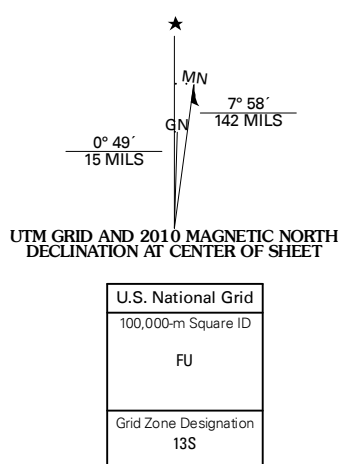 ★
MN
GN
7° 58´
142 MILS
0° 49´
15 MILS
UTM GRID AND 2010 MAGNETIC NORTH
DECLINATION AT CENTER OF SHEET
U.S. National Grid
100,000-m Square ID
FU
Grid Zone Designation
13S